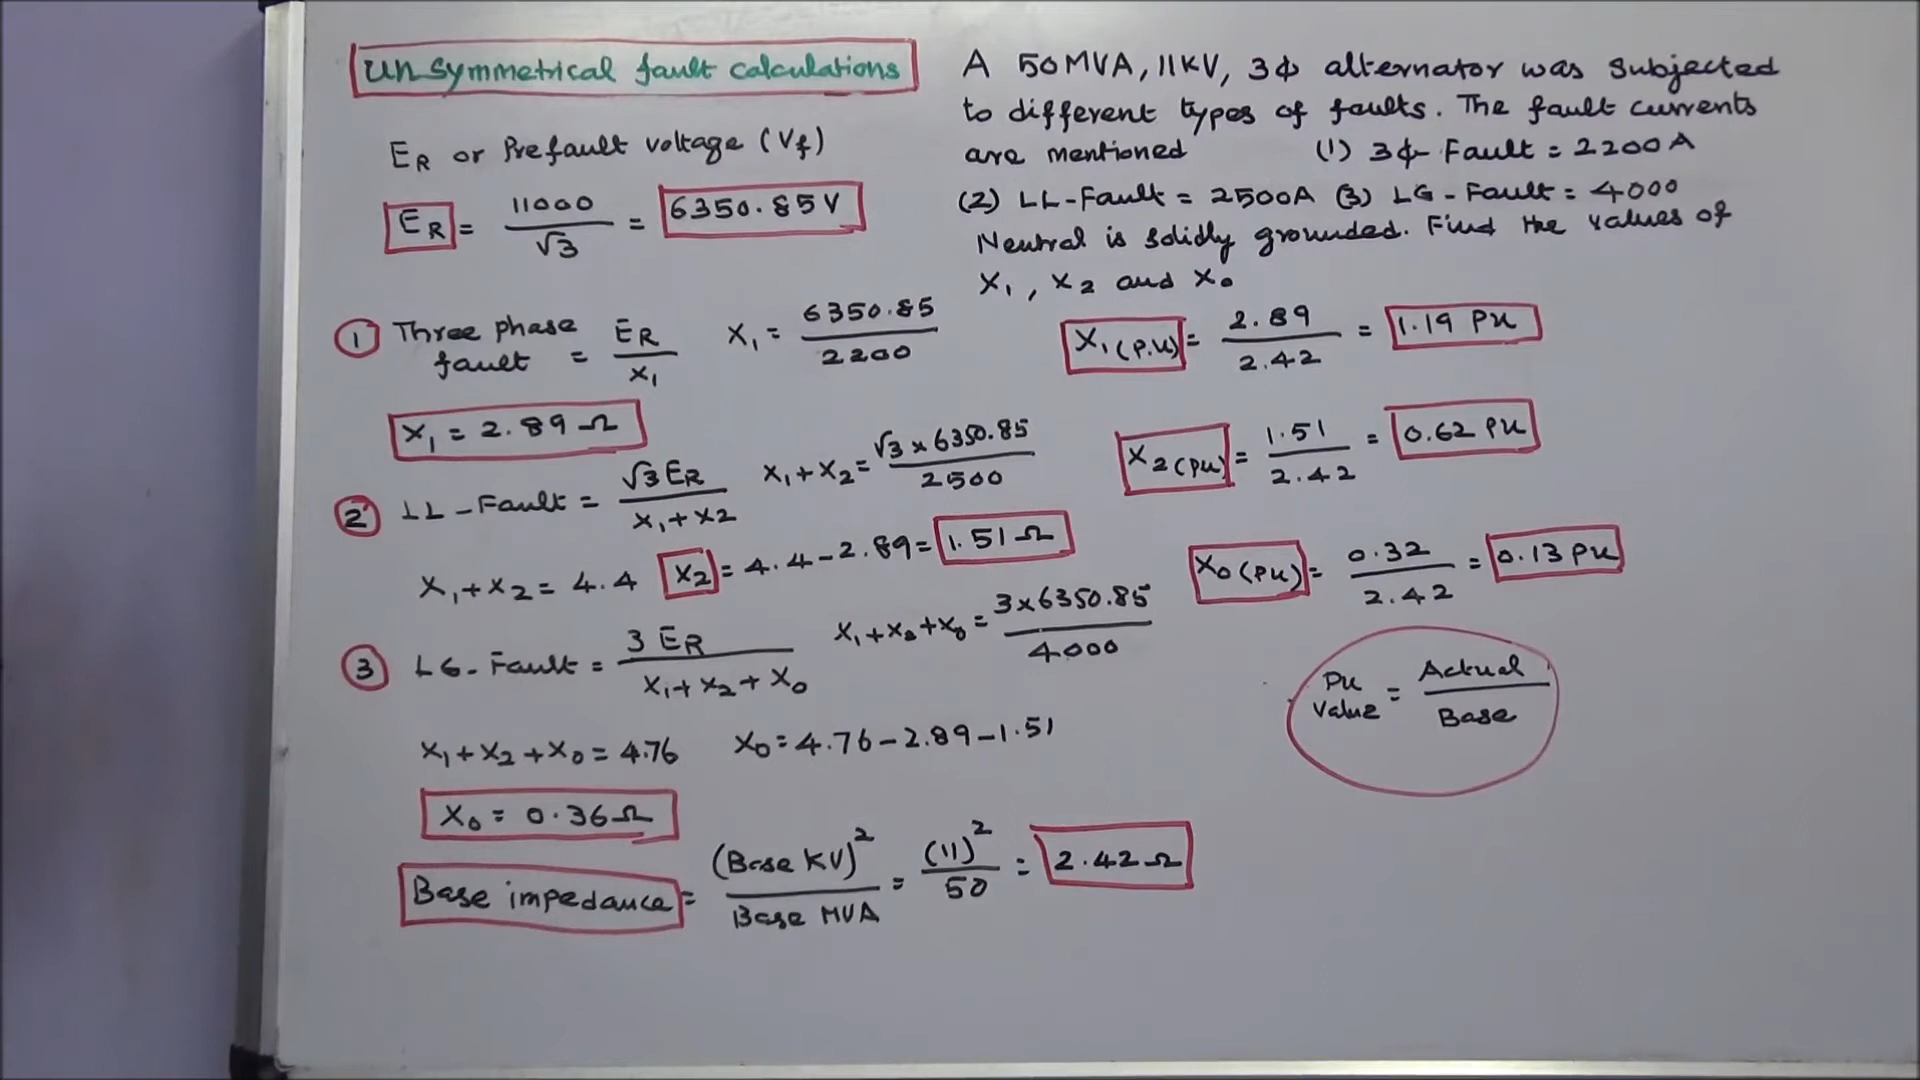 Un Symmetrical fault calculations
ER or Prefault voltage (Vf)
ER = 11000 / √3 = 6350.85V
A 50MVA, 11KV, 3ϕ alternator was subjected
to different types of faults. The fault currents
are mentioned (1) 3ϕ Fault = 2200A
(2) LL-Fault = 2500A (3) LG-Fault = 4000
Neutral is solidly grounded. Find the values of
X1, X2 and X0
1 Three phase fault = ER / X1 X1 = 6350.85 / 2200
X1 = 2.89 Ω
2 LL-Fault = √3 ER / X1+X2 X1+X2 = √3 x 6350.85 / 2500
X1+X2 = 4.4 X2 = 4.4-2.89 = 1.51 Ω
3 LG-Fault = 3 ER / X1+X2+X0 X1+X2+X0 = 3x6350.85 / 4000
X1+X2+X0 = 4.76 X0 = 4.76-2.89-1.51
X0 = 0.36 Ω
Base impedance = (Base KV)² / Base MVA = (11)² / 50 = 2.42 Ω
X1(P.U) = 2.89 / 2.42 = 1.19 PU
X2(PU) = 1.51 / 2.42 = 0.62 PU
X0(PU) = 0.32 / 2.42 = 0.13 PU
PU Value = Actual / Base